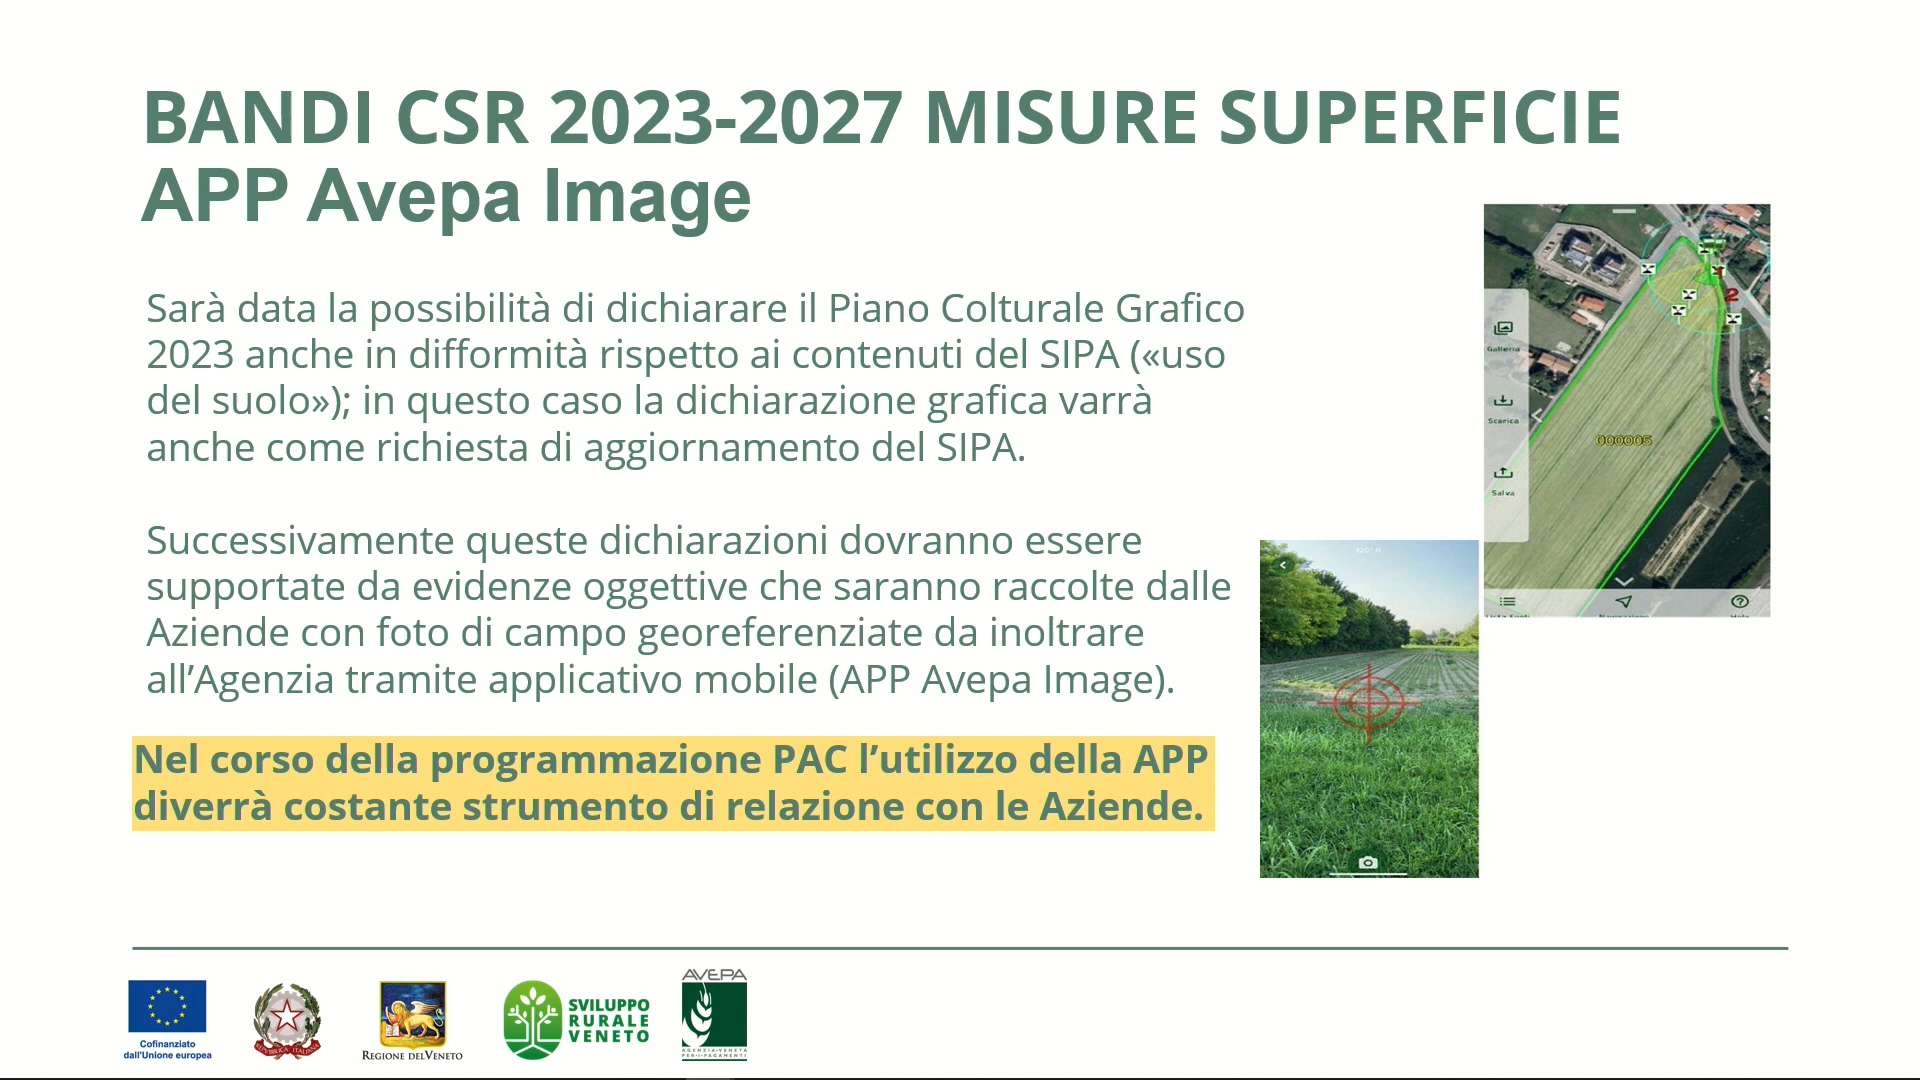 BANDI CSR 2023-2027 MISURE SUPERFICIE
APP Avepa Image
Sarà data la possibilità di dichiarare il Piano Colturale Grafico
2023 anche in difformità rispetto ai contenuti del SIPA («uso
del suolo»); in questo caso la dichiarazione grafica varrà
anche come richiesta di aggiornamento del SIPA.
Successivamente queste dichiarazioni dovranno essere
supportate da evidenze oggettive che saranno raccolte dalle
Aziende con foto di campo georeferenziate da inoltrare
all’Agenzia tramite applicativo mobile (APP Avepa Image).
Nel corso della programmazione PAC l’utilizzo della APP
diverrà costante strumento di relazione con le Aziende.
2
Galleria
Scarica
000005
Salva
Cofinanziato
dall'Unione europea
REGIONE DEL VENETO
SVILUPPO
RURALE
VENETO
AVEPA
AGENZIA VENETA
PER I PAGAMENTI